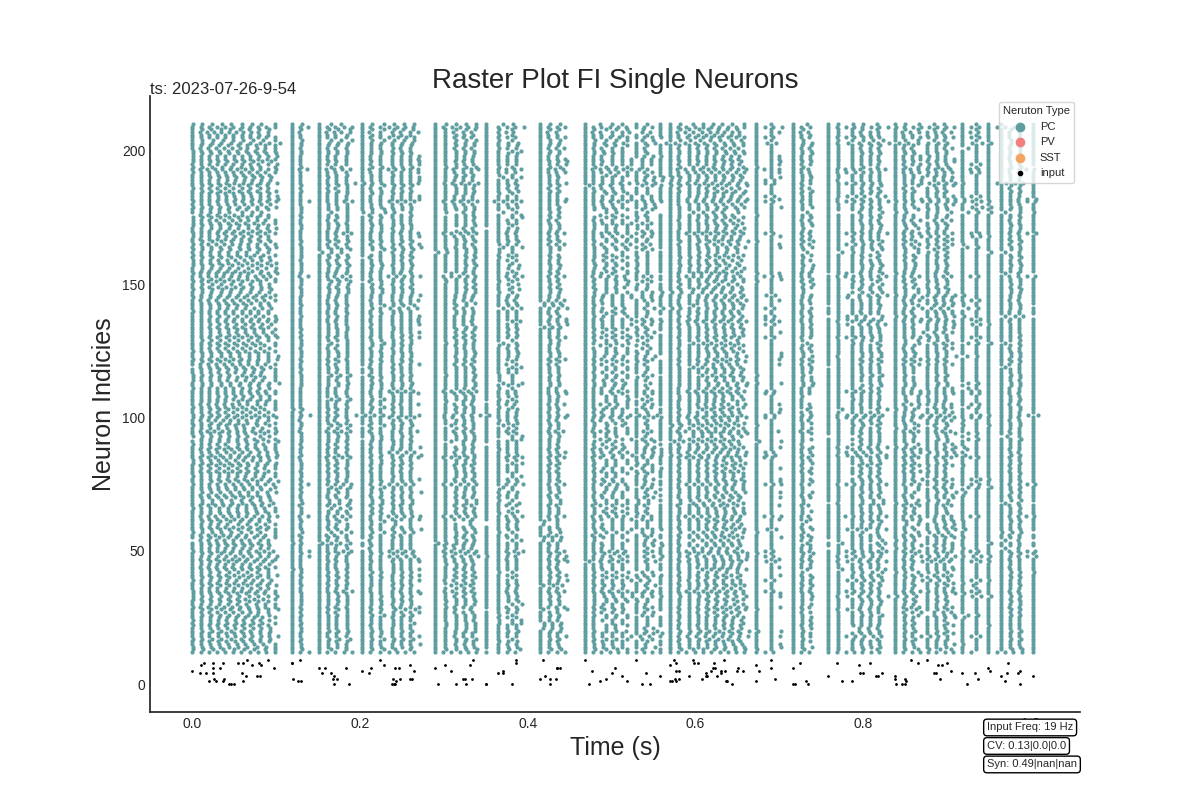 Raster Plot FI Single Neurons
ts: 2023-07-26-9-54
Neruton Type
PC
PV
SST
input
Neuron Indicies
200
150
100
50
0
0.0 0.2 0.4 0.6 0.8
Time (s)
Input Freq: 19 Hz
CV: 0.13|0.0|0.0
Syn: 0.49|nan|nan